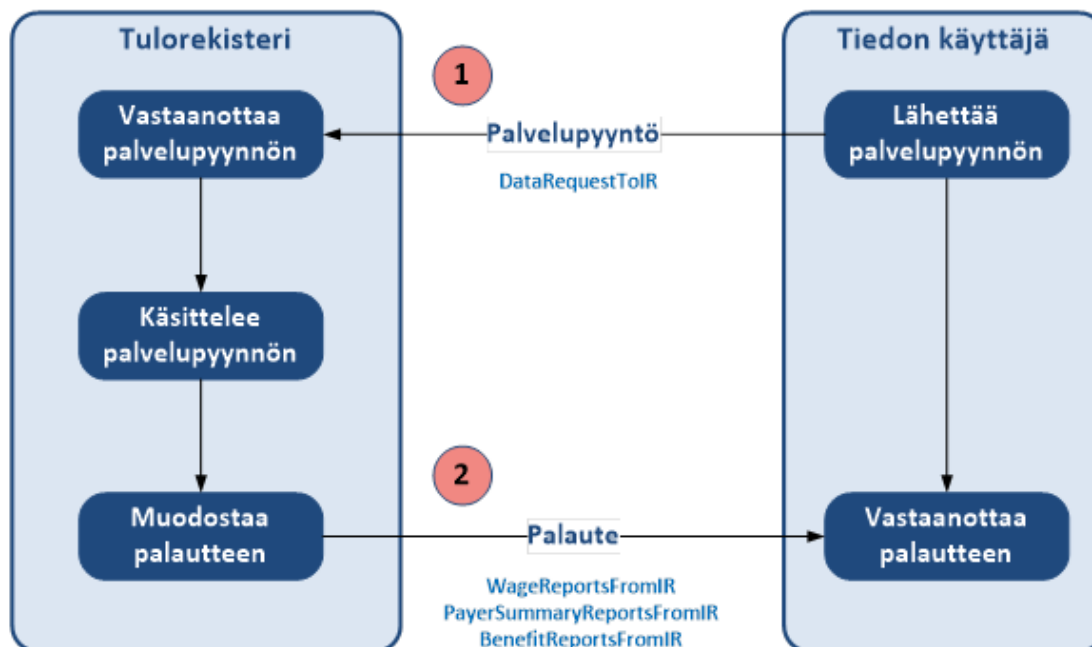 Tulorekisteri
Tiedon käyttäjä
1
Vastaanottaa
palvelupyynnön
Palvelupyyntö
Lähettää
palvelupyynnön
DataRequestToIR
Käsittelee
palvelupyynnön
2
Muodostaa
palautteen
Palaute
Vastaanottaa
palautteen
WageReportsFromIR
PayerSummaryReportsFromIR
BenefitReportsFromIR